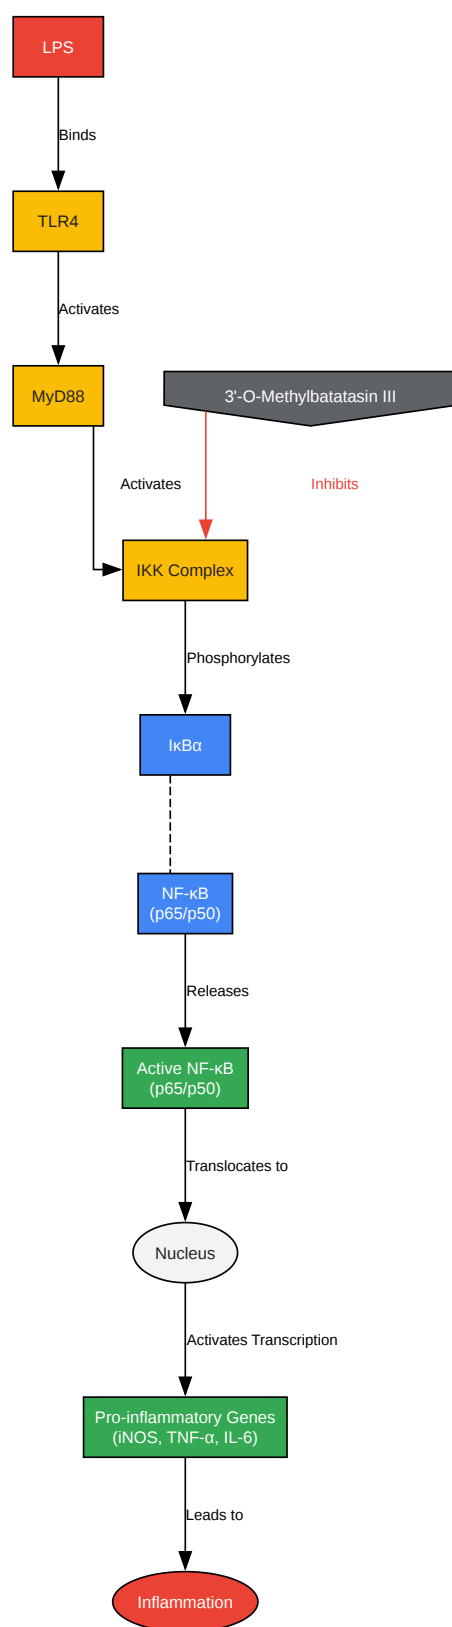 LPS
Binds
TLR4
Activates
MyD88
3'-O-Methylbatatasin III
Activates
Inhibits
IKK Complex
Phosphorylates
IκBα
NF-κB
(p65/p50)
Releases
Active NF-κB
(p65/p50)
Translocates to
Nucleus
Activates Transcription
Pro-inflammatory Genes
(iNOS, TNF-α, IL-6)
Leads to
Inflammation